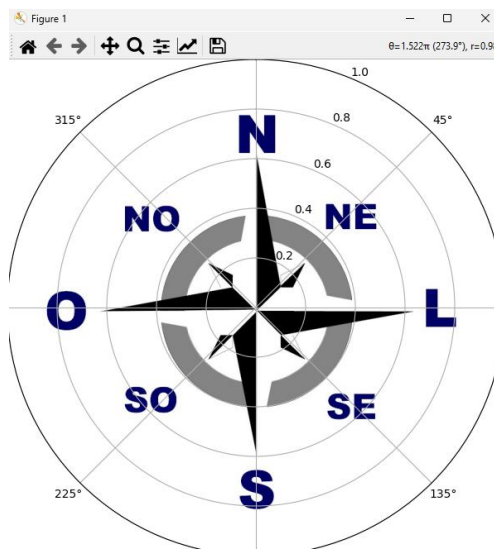 Figure 1
θ=1.522π (273.9°), r=0.9
1.0
0.8
315°
N
45°
0.6
NO
0.4
NE
0.2
O
L
SO
SE
225°
S
135°